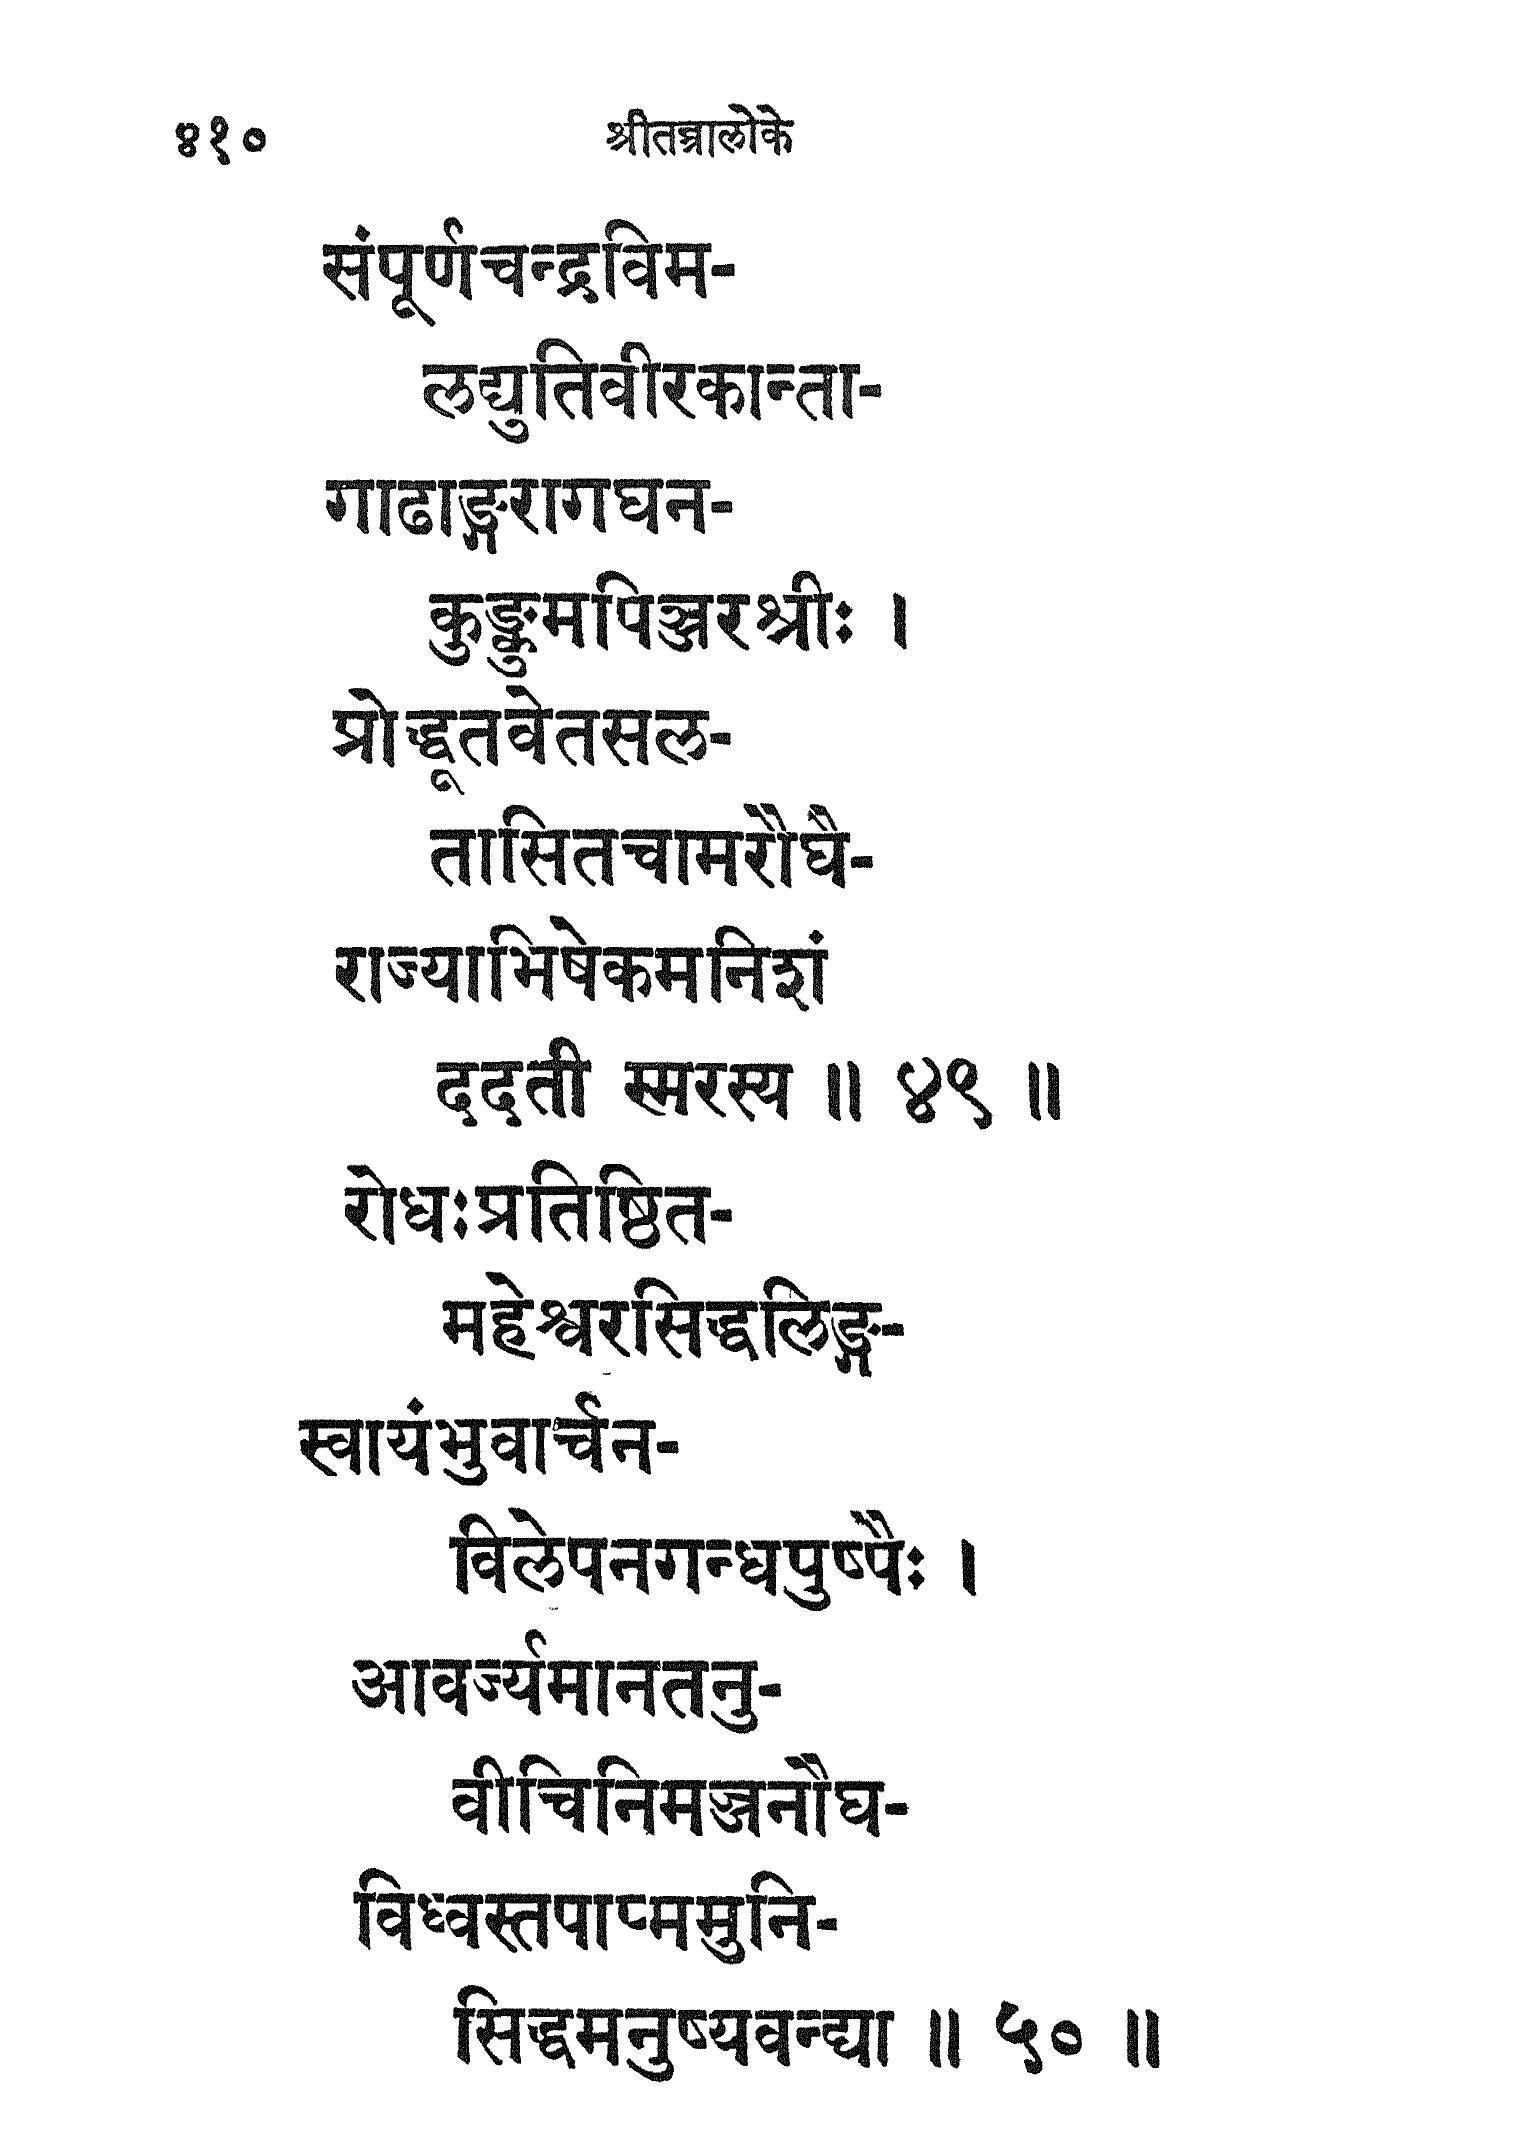 ४१०
श्रीतन्त्रालोके
संपूर्णचन्द्रविम-
लद्युतिवीरकान्ता-
गाढाङ्गरागघन-
कुङ्कुमपिञ्जरश्रीः ।
प्रोद्धूतवेतसल-
तासितचामरौघै-
राज्याभिषेकमनिशं
ददती स्मरस्य ॥ ४९ ॥
रोधःप्रतिष्ठित-
महेश्वरसिद्धलिङ्ग-
स्वायंभुवार्चन-
विलेपनगन्धपुष्पैः ।
आवर्ज्यमानतनु-
वीचिनिमज्जनौघ-
विध्वस्तपाप्ममुनि-
सिद्धमनुष्यवन्द्या ॥ ५० ॥